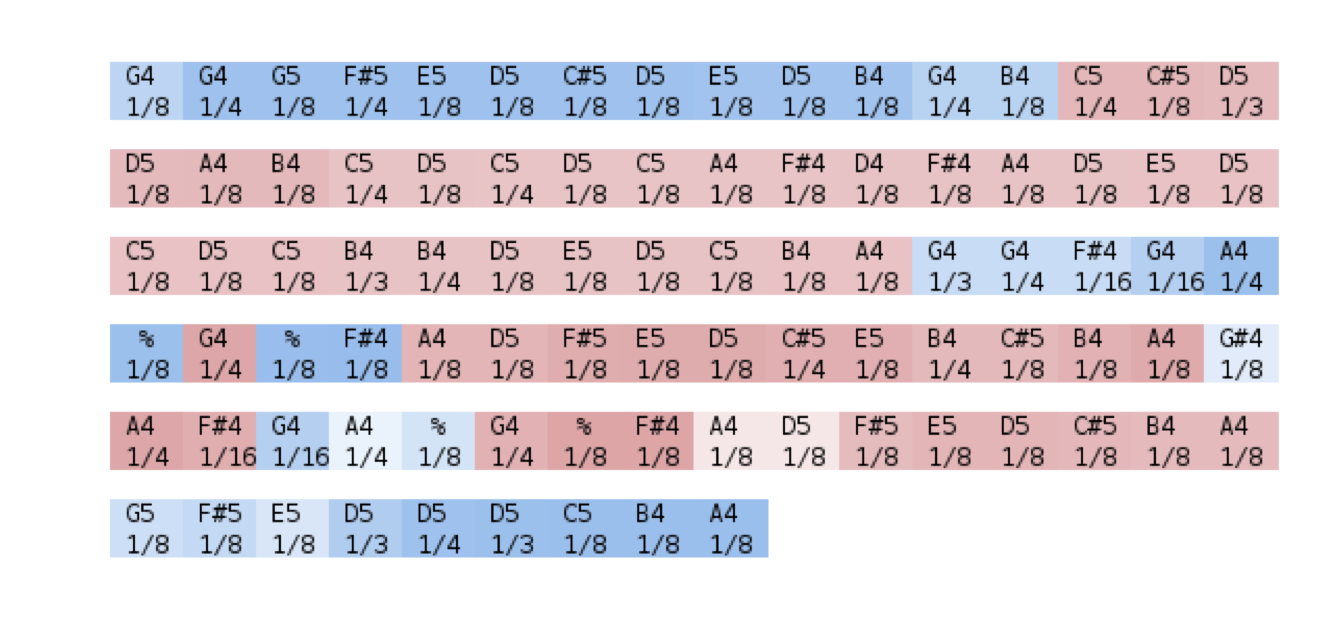 G4 G4 G5 F#5 E5 D5 C#5 D5 E5 D5 B4 G4 B4 C5 C#5 D5
1/8 1/4 1/8 1/4 1/8 1/8 1/8 1/8 1/8 1/8 1/8 1/4 1/8 1/4 1/8 1/3
D5 A4 B4 C5 D5 C5 D5 C5 A4 F#4 D4 F#4 A4 D5 E5 D5
1/8 1/8 1/8 1/4 1/8 1/4 1/8 1/8 1/8 1/8 1/8 1/8 1/8 1/8 1/8 1/8
C5 D5 C5 B4 B4 D5 E5 D5 C5 B4 A4 G4 G4 F#4 G4 A4
1/8 1/8 1/8 1/3 1/4 1/8 1/8 1/8 1/8 1/8 1/8 1/3 1/4 1/16 1/16 1/4
% G4 % F#4 A4 D5 F#5 E5 D5 C#5 E5 B4 C#5 B4 A4 G#4
1/8 1/4 1/8 1/8 1/8 1/8 1/8 1/8 1/8 1/4 1/8 1/4 1/8 1/8 1/8 1/8
A4 F#4 G4 A4 % G4 % F#4 A4 D5 F#5 E5 D5 C#5 B4 A4
1/4 1/16 1/16 1/4 1/8 1/4 1/8 1/8 1/8 1/8 1/8 1/8 1/8 1/8 1/8 1/8
G5 F#5 E5 D5 D5 D5 C5 B4 A4
1/8 1/8 1/8 1/3 1/4 1/3 1/8 1/8 1/8